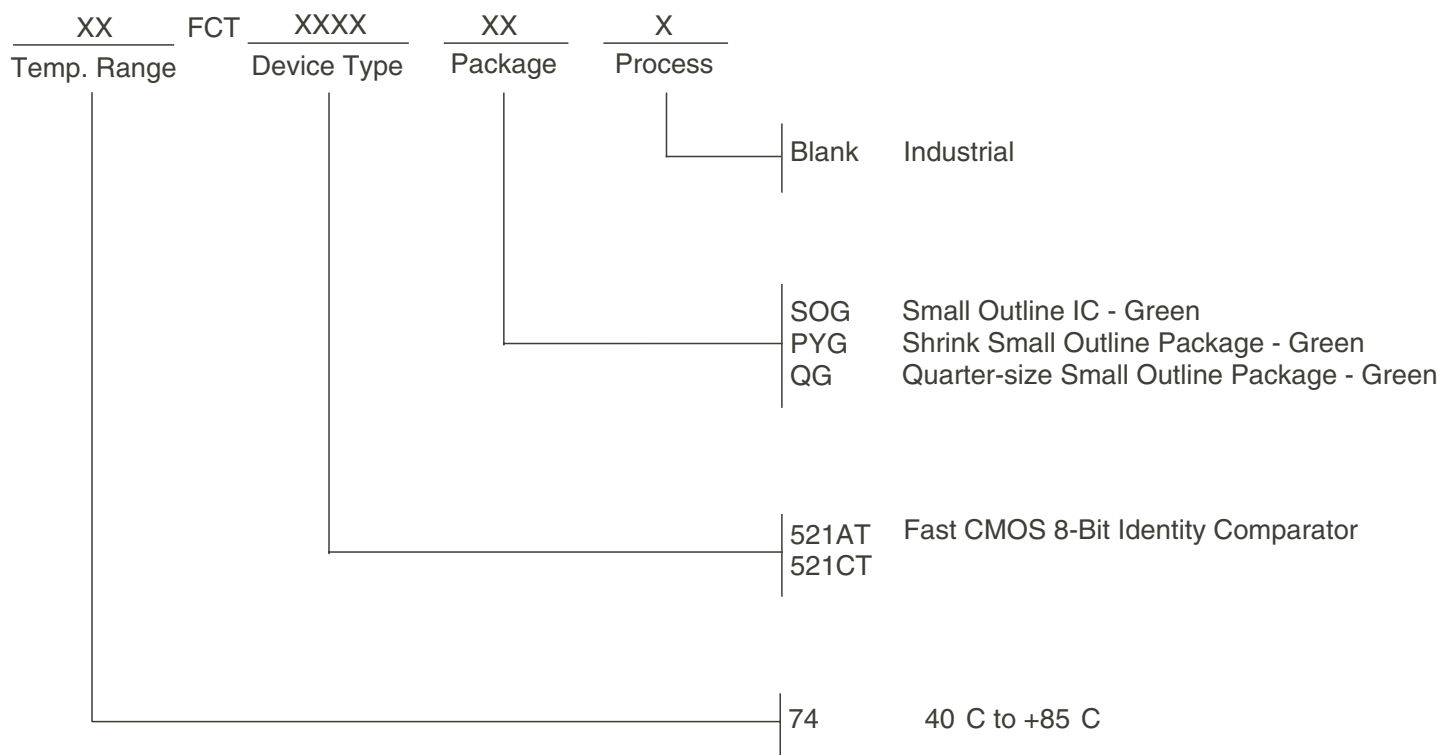 XX FCT XXXX XX X
Temp. Range Device Type Package Process
Blank Industrial
SOG Small Outline IC - Green
PYG Shrink Small Outline Package - Green
QG Quarter-size Small Outline Package - Green
521AT Fast CMOS 8-Bit Identity Comparator
521CT
74 40 C to +85 C